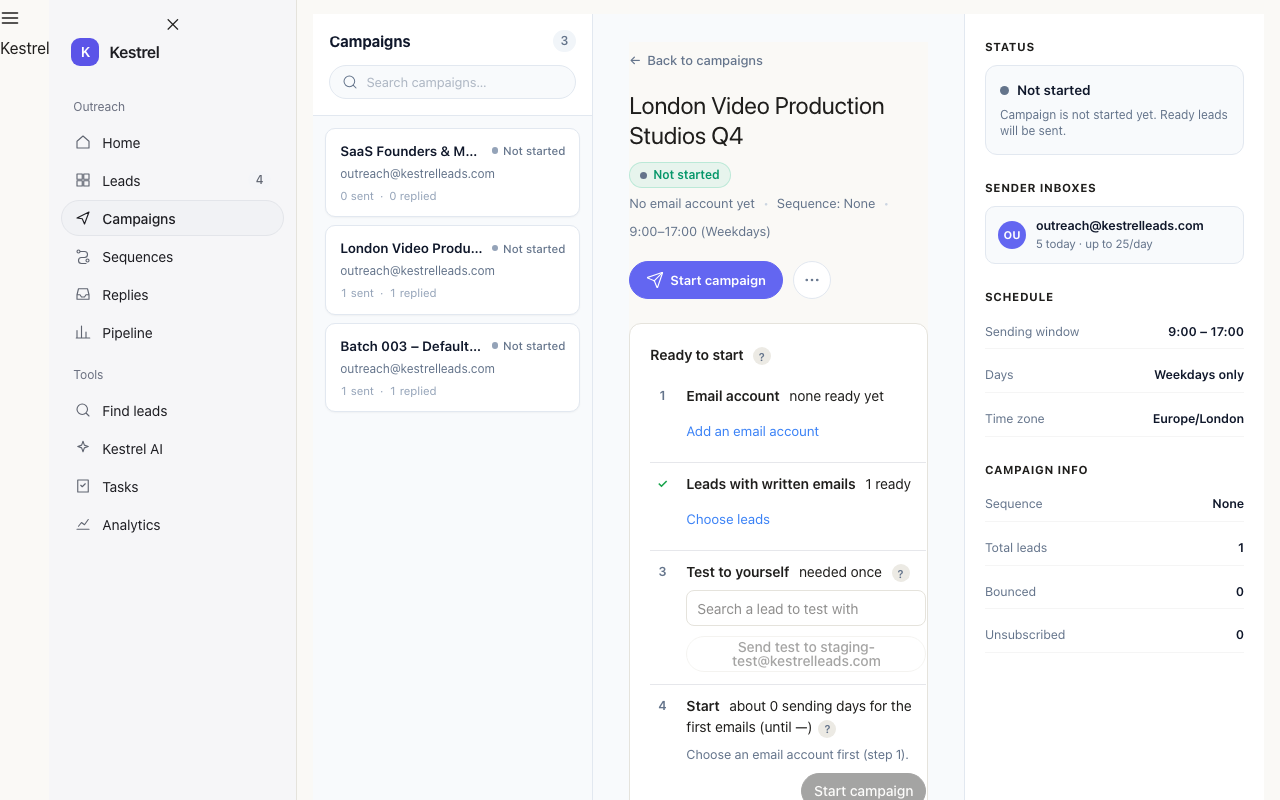 Kestrel
K Kestrel
Outreach
Home
Leads 4
Campaigns
Sequences
Replies
Pipeline
Tools
Find leads
Kestrel AI
Tasks
Analytics
Campaigns 3
Search campaigns...
SaaS Founders & M... Not started
outreach@kestrelleads.com
0 sent · 0 replied
London Video Produ... Not started
outreach@kestrelleads.com
1 sent · 1 replied
Batch 003 – Default... Not started
outreach@kestrelleads.com
1 sent · 1 replied
← Back to campaigns
London Video Production
Studios Q4
Not started
No email account yet · Sequence: None ·
9:00–17:00 (Weekdays)
Start campaign ···
Ready to start ?
1 Email account none ready yet
Add an email account
✓ Leads with written emails 1 ready
Choose leads
3 Test to yourself needed once ?
Search a lead to test with
Send test to staging-
test@kestrelleads.com
4 Start about 0 sending days for the
first emails (until —) ?
Choose an email account first (step 1).
Start campaign
STATUS
Not started
Campaign is not started yet. Ready leads
will be sent.
SENDER INBOXES
OU outreach@kestrelleads.com
5 today · up to 25/day
SCHEDULE
Sending window 9:00 – 17:00
Days Weekdays only
Time zone Europe/London
CAMPAIGN INFO
Sequence None
Total leads 1
Bounced 0
Unsubscribed 0